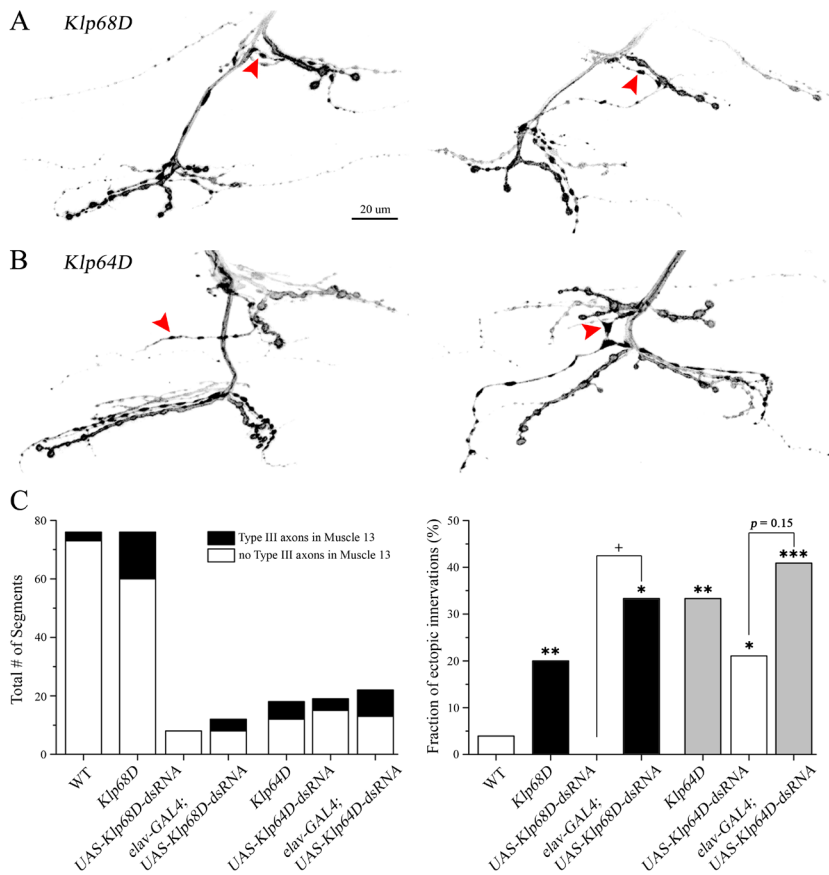 A Klp68D
20 um
B Klp64D
C
80
60
40
20
0
Total # of Segments
Type III axons in Muscle 13
no Type III axons in Muscle 13
WT
Klp68D
UAS-Klp68D-dsRNA
elav-GAL4;
UAS-Klp68D-dsRNA
Klp64D
UAS-Klp64D-dsRNA
elav-GAL4;
UAS-Klp64D-dsRNA
50
40
30
20
10
0
Fraction of ectopic innervations (%)
**
+
*
**
*
p = 0.15
***
WT
Klp68D
UAS-Klp68D-dsRNA
elav-GAL4;
UAS-Klp68D-dsRNA
Klp64D
UAS-Klp64D-dsRNA
elav-GAL4;
UAS-Klp64D-dsRNA